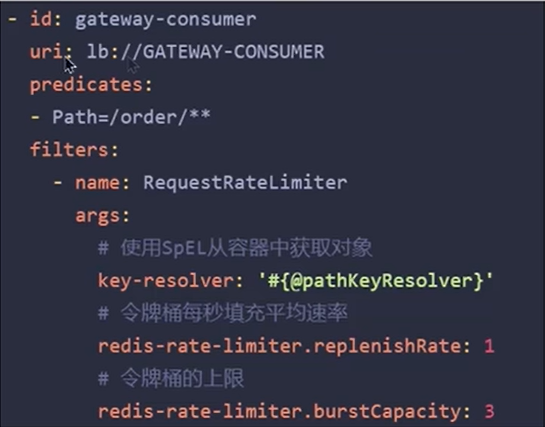 - id: gateway-consumer
uri: lb://GATEWAY-CONSUMER
predicates:
- Path=/order/**
filters:
- name: RequestRateLimiter
args:
# 使用SpEL从容器中获取对象
key-resolver: '#{@pathKeyResolver}'
# 令牌桶每秒填充平均速率
redis-rate-limiter.replenishRate: 1
# 令牌桶的上限
redis-rate-limiter.burstCapacity: 3